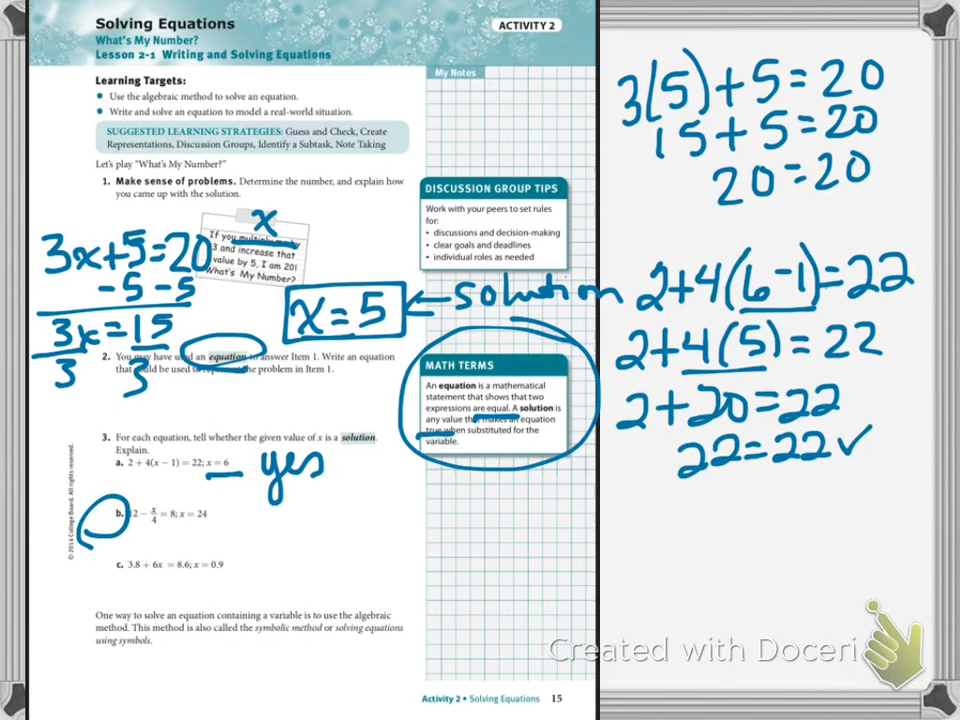 Solving Equations
ACTIVITY 2
What's My Number?
Lesson 2-1 Writing and Solving Equations
My Notes
Learning Targets:
• Use the algebraic method to solve an equation.
• Write and solve an equation to model a real-world situation.
SUGGESTED LEARNING STRATEGIES: Guess and Check, Create
Representations, Discussion Groups, Identify a Subtask, Note Taking
Let's play "What's My Number?"
1. Make sense of problems. Determine the number, and explain how
you came up with the solution.
x
If you multiply me by
3 and increase that
value by 5, I am 20!
What's My Number?
3x+5=20
-5 -5
3x=15
3 3
x=5 ← solution
DISCUSSION GROUP TIPS
Work with your peers to set rules
for:
• discussions and decision-making
• clear goals and deadlines
• individual roles as needed
2. You may have used an equation to answer Item 1. Write an equation
that could be used to represent the problem in Item 1.
MATH TERMS
An equation is a mathematical
statement that shows that two
expressions are equal. A solution is
any value that makes an equation
true when substituted for the
variable.
3. For each equation, tell whether the given value of x is a solution.
Explain.
a. 2 + 4(x − 1) = 22; x = 6
yes
b. 12 − x/4 = 8; x = 24
c. 3.8 + 6x = 8.6; x = 0.9
© 2014 College Board. All rights reserved.
One way to solve an equation containing a variable is to use the algebraic
method. This method is also called the symbolic method or solving equations
using symbols.
Activity 2 • Solving Equations 15
3(5)+5=20
15+5=20
20=20
2+4(6-1)=22
2+4(5)=22
2+20=22
22=22✓
Created with Doceri